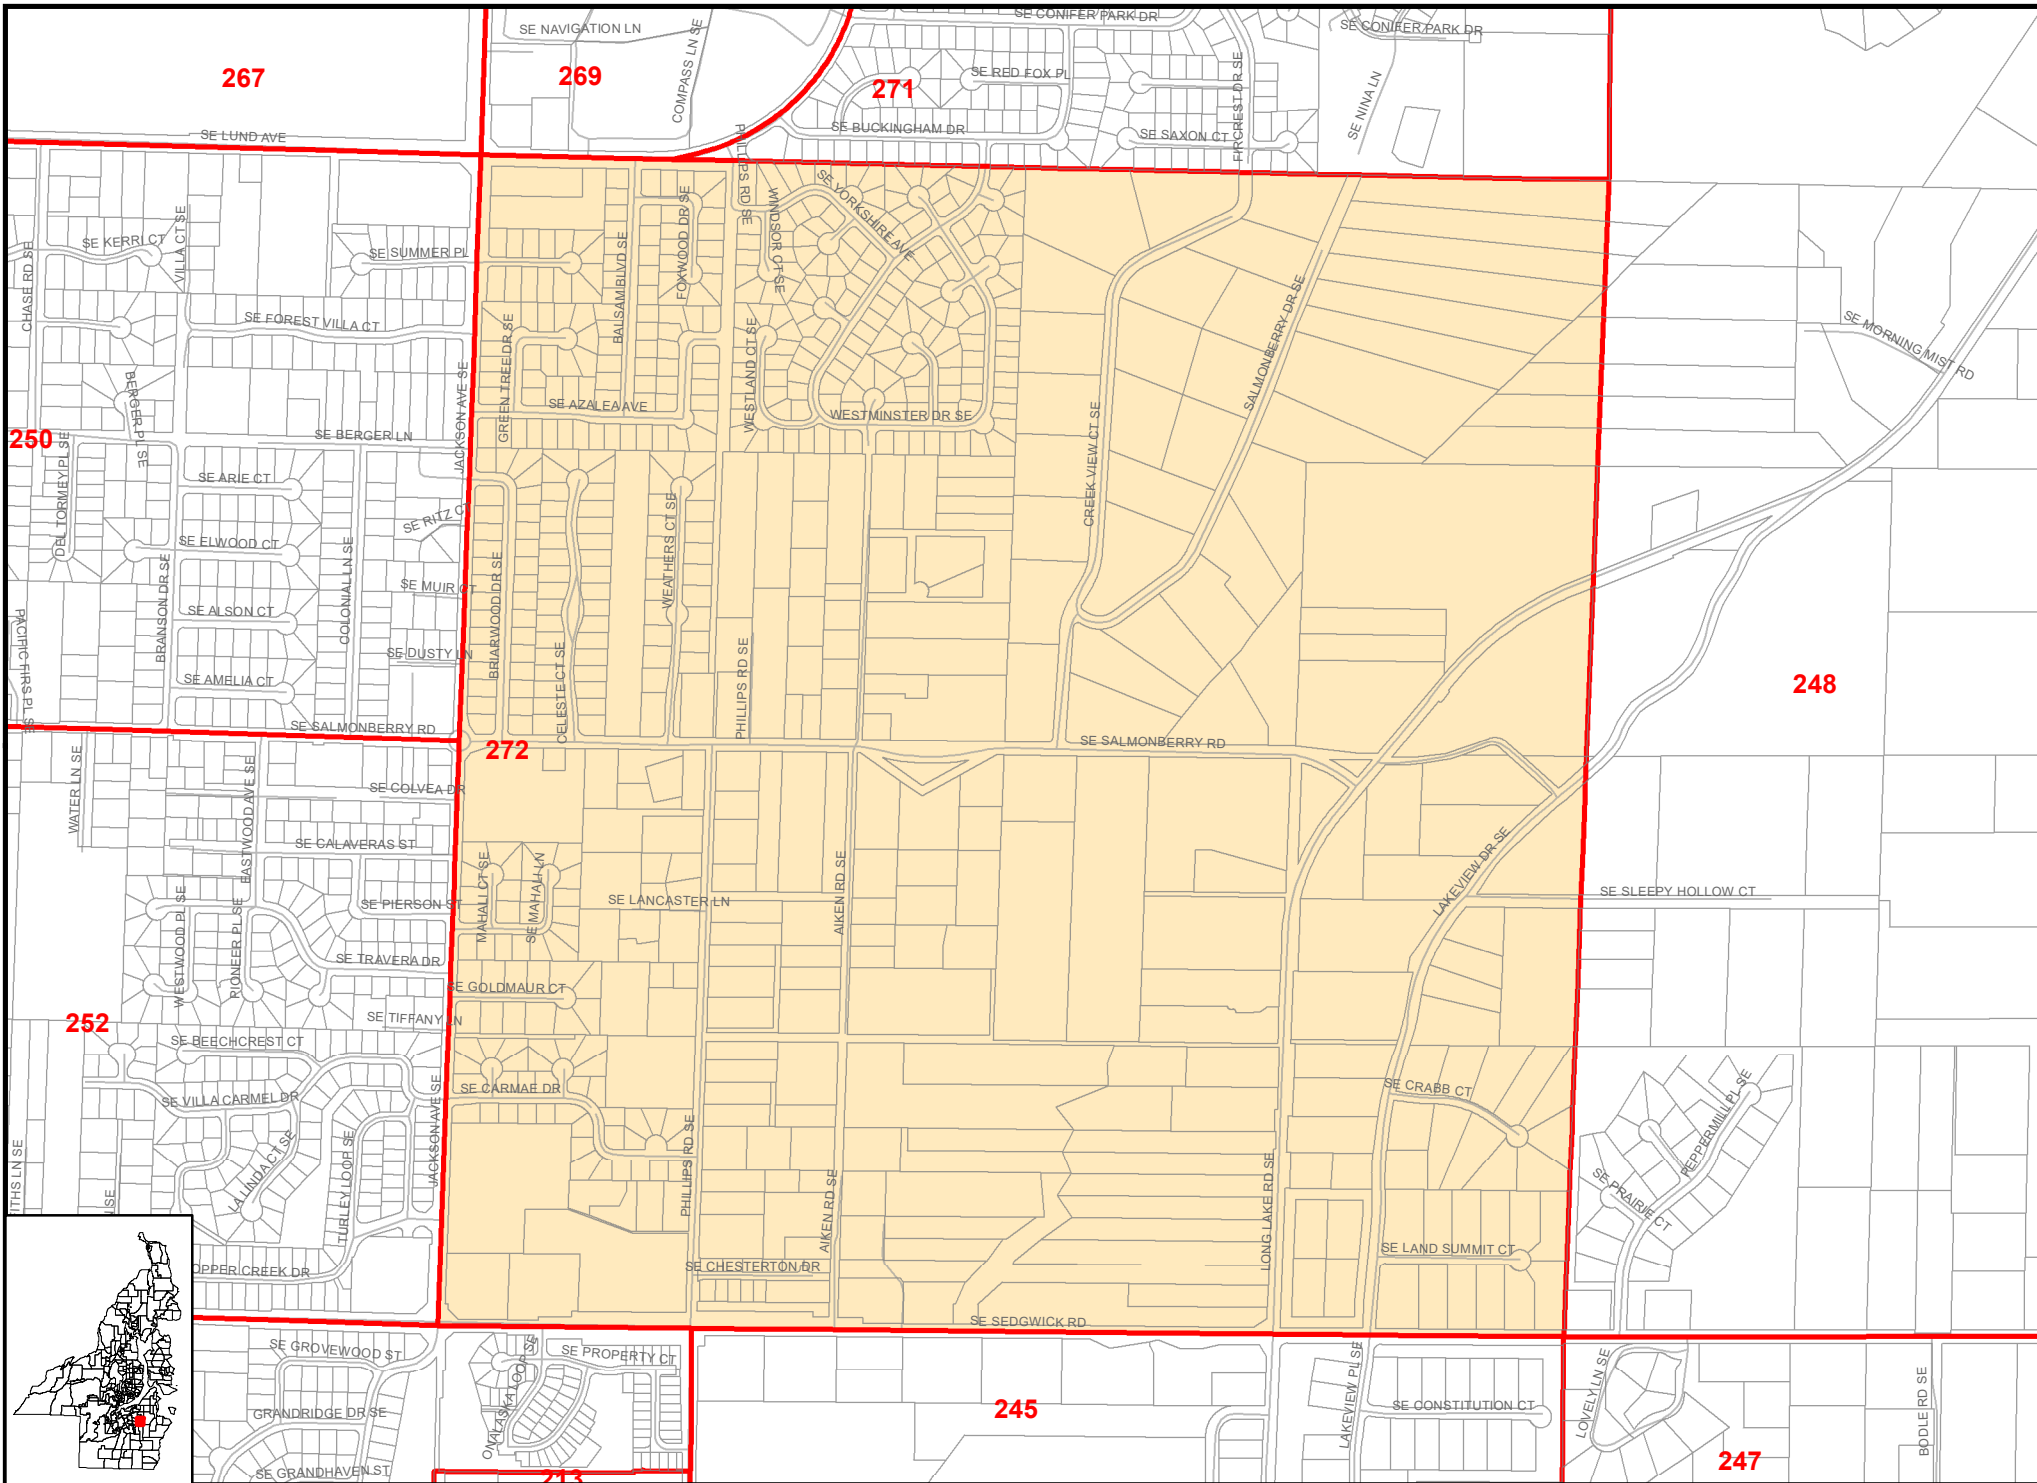 SE CONIFER PARK DR
SE NAVIGATION LN
SE CONIFER PARK DR
267
269
271
SE RED FOX PL
COMPASS LN SE
FIRCREST DR SE
SE NINA LN
SE LUND AVE
SE BUCKINGHAM DR
SE SAXON CT
PHILLIPS RD SE
SE YORKSHIRE AVE
WINDSOR CT SE
FOXWOOD DR SE
BALSAM BLVD SE
VILLA CT SE
SE KERRI CT
SE SUMMER PL
CHASE RD SE
SE FOREST VILLA CT
GREEN TREE DR SE
WESTLAND CT SE
SALMONBERRY DR SE
SE MORNING MIST RD
BERGER PL SE
JACKSON AVE SE
SE AZALEA AVE
WESTMINSTER DR SE
250
SE BERGER LN
DEL TORMEY PL SE
SE ARIE CT
CREEK VIEW CT SE
SE RITZ CT
WEATHERS CT SE
SE ELWOOD CT
COLONIAL LN SE
BRANSON DR SE
SE MUIR CT
BRIARWOOD DR SE
SE ALSON CT
PACIFIC FIRS PL SE
SE DUSTY LN
CELESTE CT SE
PHILLIPS RD SE
SE AMELIA CT
248
SE SALMONBERRY RD
272
SE SALMONBERRY RD
WATER LN SE
EASTWOOD AVE SE
SE COLVEA DR
SE CALAVERAS ST
MAHALI CT SE
SE MAHALI LN
AIKEN RD SE
LAKEVIEW DR SE
SE SLEEPY HOLLOW CT
SE PIERSON ST
SE LANCASTER LN
WESTWOOD PL SE
PIONEER PL SE
SE TRAVERA DR
SE GOLDMAUR CT
252
SE TIFFANY LN
SE BEECHCREST CT
SE CARMAE DR
SE CRABB CT
SE VILLA CARMEL DR
JACKSON AVE SE
PEPPERMILL PL SE
LA LINDA CT SE
TURLEY LOOP SE
PHILLIPS RD SE
AIKEN RD SE
LONG LAKE RD SE
SE PRAIRIE CT
ITHS LN SE
N SE
SE LAND SUMMIT CT
OPPER CREEK DR
SE CHESTERTON DR
SE SEDGWICK RD
SE GROVEWOOD ST
SE PROPERTY CT
ONALASKA LOOP SE
LAKEVIEW PL SE
LOVELY LN SE
BODLE RD SE
GRANDRIDGE DR SE
245
SE CONSTITUTION CT
SE GRANDHAVEN ST
213
247